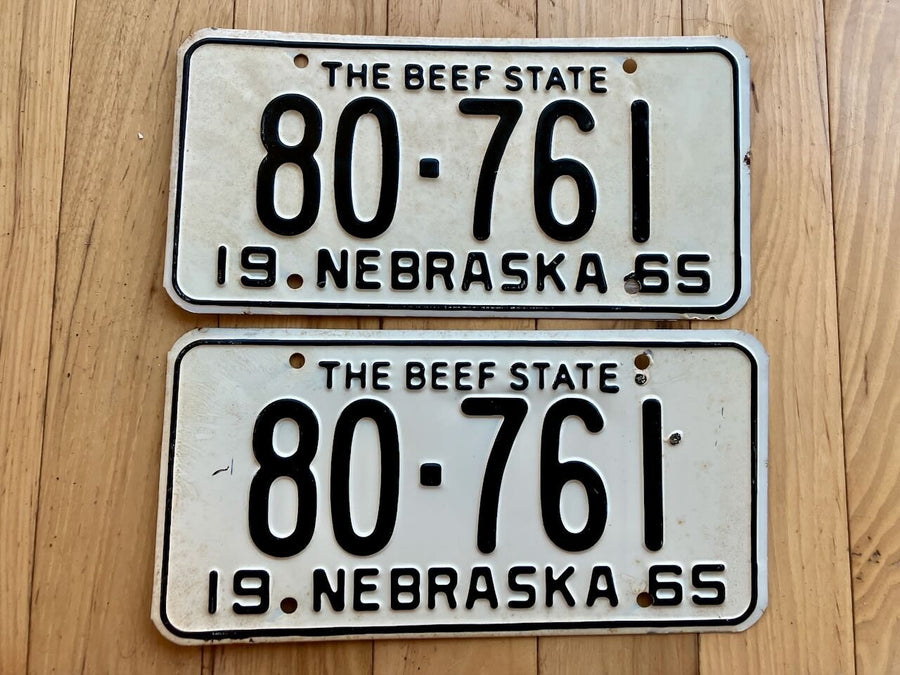 THE BEEF STATE
80·761
19 NEBRASKA 65
THE BEEF STATE
80·761
19 NEBRASKA 65